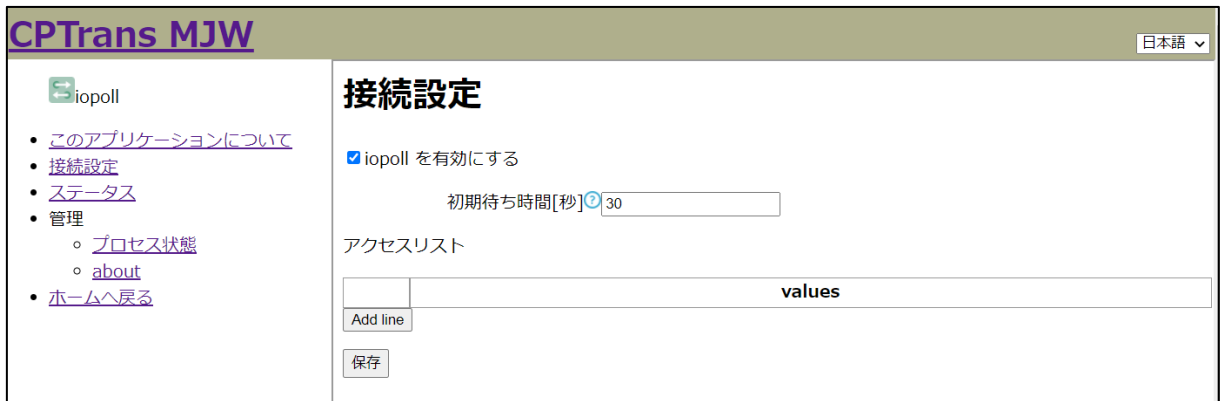 CPTrans MJW
日本語
iopoll
このアプリケーションについて
接続設定
ステータス
管理
プロセス状態
about
ホームへ戻る
接続設定
iopoll を有効にする
初期待ち時間[秒]?30
アクセスリスト
values
Add line
保存